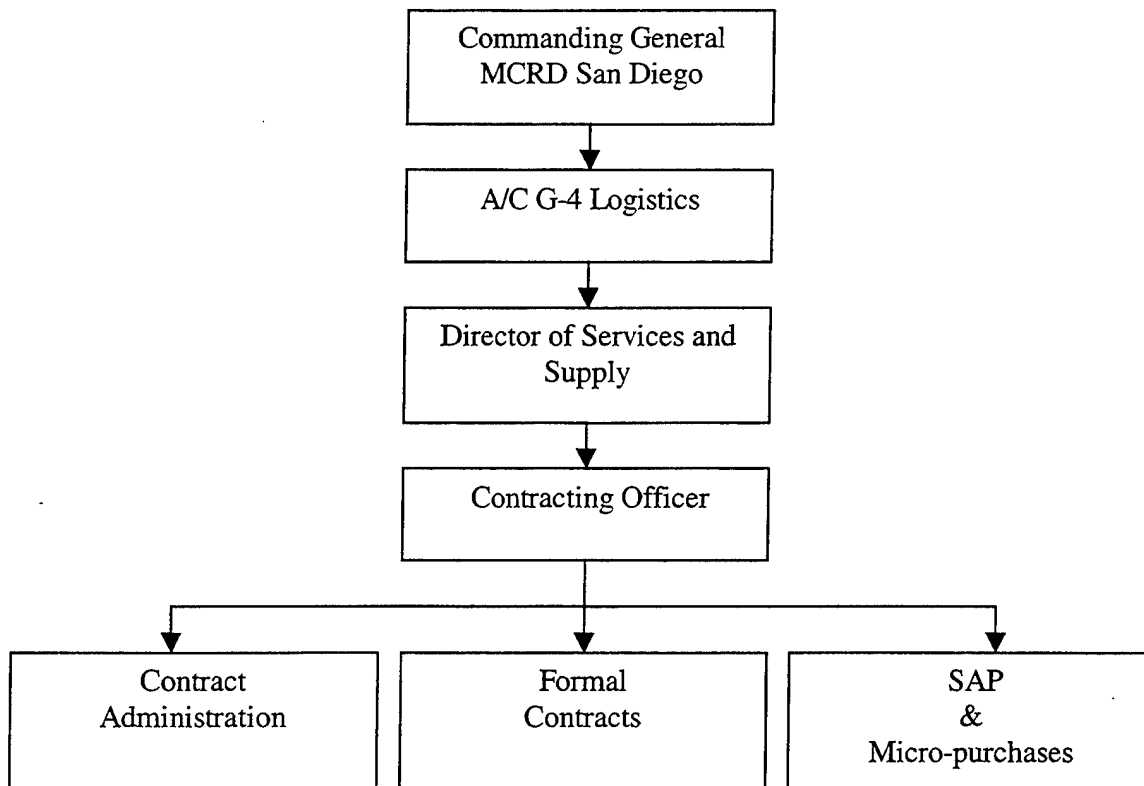 Commanding General
MCRD San Diego
A/C G-4 Logistics
Director of Services and
Supply
Contracting Officer
Contract
Administration
Formal
Contracts
SAP
&
Micro-purchases